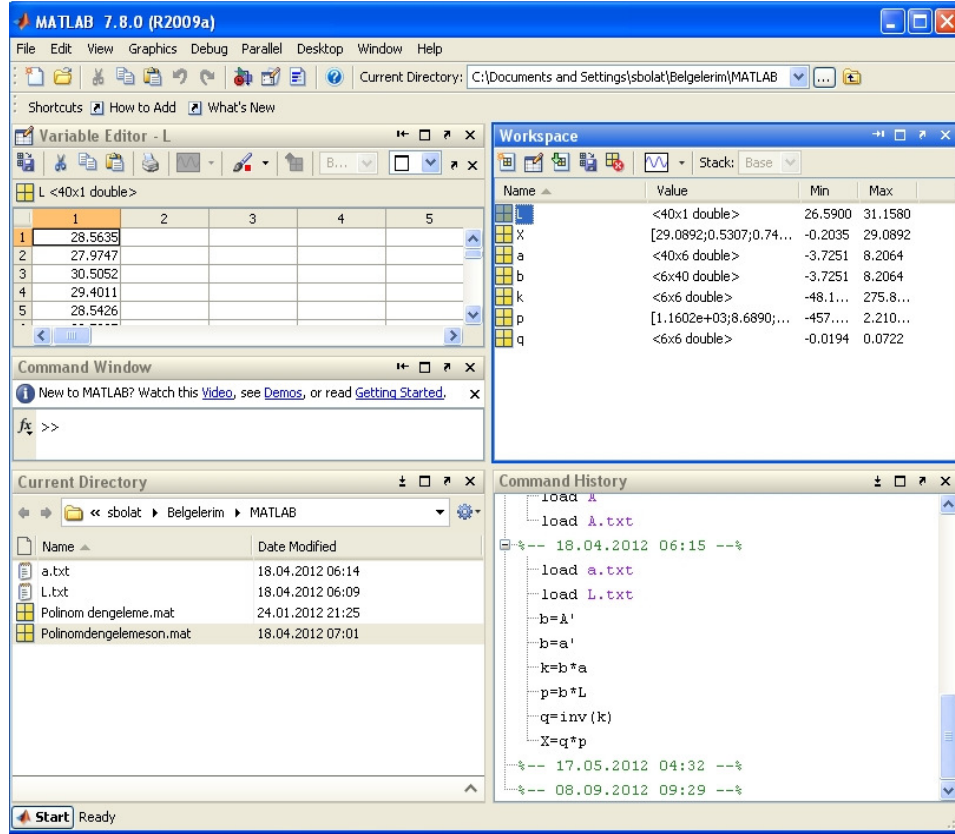 MATLAB 7.8.0 (R2009a)
File Edit View Graphics Debug Parallel Desktop Window Help
Current Directory: C:\Documents and Settings\sbolat\Belgelerim\MATLAB
Shortcuts How to Add What's New
Variable Editor - L
B...
L <40x1 double>
1 2 3 4 5
1 28.5635
2 27.9747
3 30.5052
4 29.4011
5 28.5426
Command Window
New to MATLAB? Watch this Video, see Demos, or read Getting Started.
fx >>
Current Directory
« sbolat ▸ Belgelerim ▸ MATLAB
Name Date Modified
a.txt 18.04.2012 06:14
L.txt 18.04.2012 06:09
Polinom dengeleme.mat 24.01.2012 21:25
Polinomdengelemeson.mat 18.04.2012 07:01
Workspace
Stack: Base
Name Value Min Max
L <40x1 double> 26.5900 31.1580
X [29.0892;0.5307;0.74... -0.2035 29.0892
a <40x6 double> -3.7251 8.2064
b <6x40 double> -3.7251 8.2064
k <6x6 double> -48.1... 275.8...
p [1.1602e+03;8.6890;... -457.... 2.210...
q <6x6 double> -0.0194 0.0722
Command History
load A
load A.txt
%-- 18.04.2012 06:15 --%
load a.txt
load L.txt
b=A'
b=a'
k=b*a
p=b*L
q=inv(k)
X=q*p
%-- 17.05.2012 04:32 --%
%-- 08.09.2012 09:29 --%
Start Ready